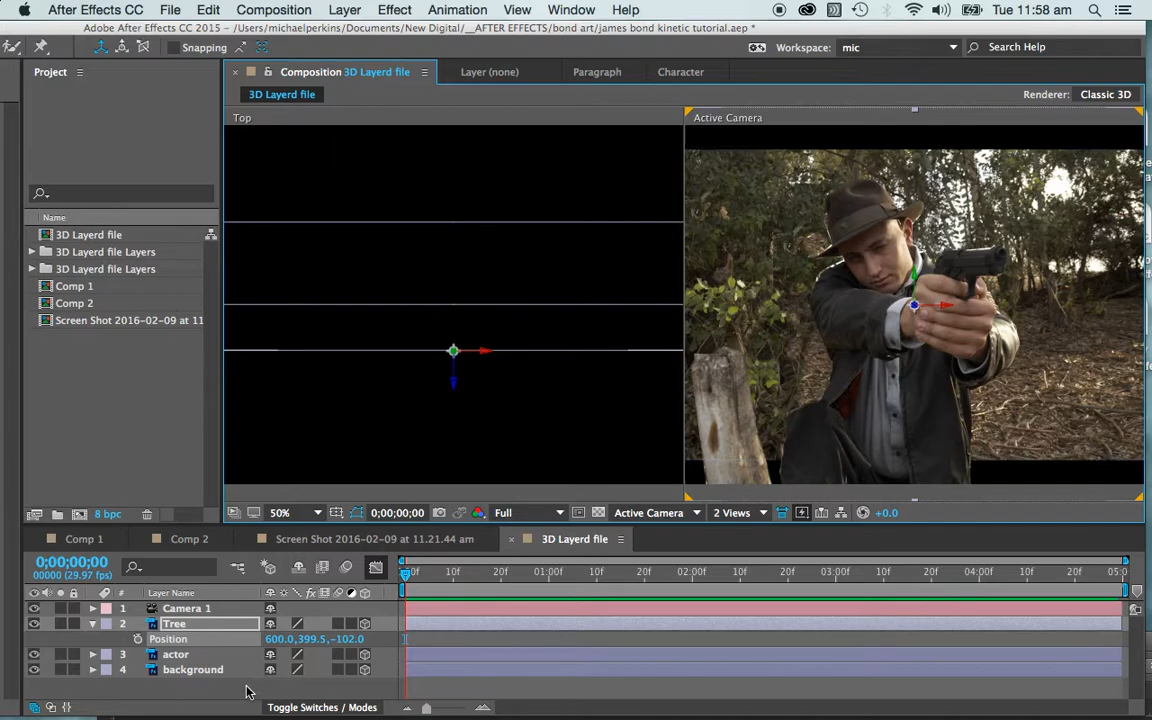 After Effects CC File Edit Composition Layer Effect Animation View Window Help Tue 11:58 am
Adobe After Effects CC 2015 - /Users/michaelperkins/Documents/New Digital/__AFTER EFFECTS/bond art/james bond kinetic tutorial.aep *
Snapping Workspace: mic Search Help
Project Composition 3D Layerd file Layer (none) Paragraph Character
3D Layerd file Renderer: Classic 3D
Top Active Camera
Name
3D Layerd file
3D Layerd file Layers
3D Layerd file Layers
Comp 1
Comp 2
Screen Shot 2016-02-09 at 11
8 bpc 50% 0;00;00;00 Full Active Camera 2 Views +0.0
Comp 1 Comp 2 Screen Shot 2016-02-09 at 11.21.44 am 3D Layerd file
0;00;00;00
00000 (29.97 fps) 00f 10f 20f 01:00f 10f 20f 02:00f 10f 20f 03:00f 10f 20f 04:00f 10f 20f 05:0
# Layer Name fx
1 Camera 1
2 Tree
Position 600.0,399.5,-102.0
3 actor
4 background
Toggle Switches / Modes